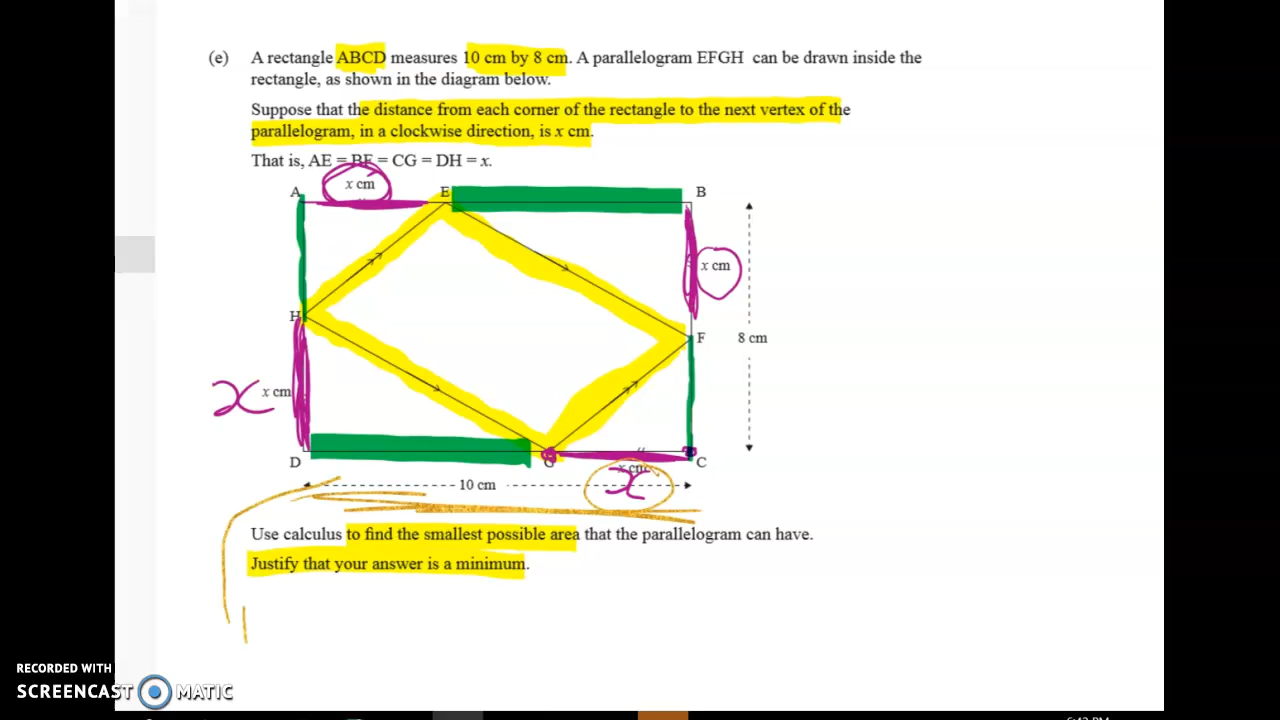 (e) A rectangle ABCD measures 10 cm by 8 cm. A parallelogram EFGH can be drawn inside the
rectangle, as shown in the diagram below.
Suppose that the distance from each corner of the rectangle to the next vertex of the
parallelogram, in a clockwise direction, is x cm.
That is, AE = BF = CG = DH = x.
x cm
A E B
x cm
H
F 8 cm
x x cm
D G C
x cm
x
10 cm
Use calculus to find the smallest possible area that the parallelogram can have.
Justify that your answer is a minimum.
RECORDED WITH
SCREENCAST MATIC